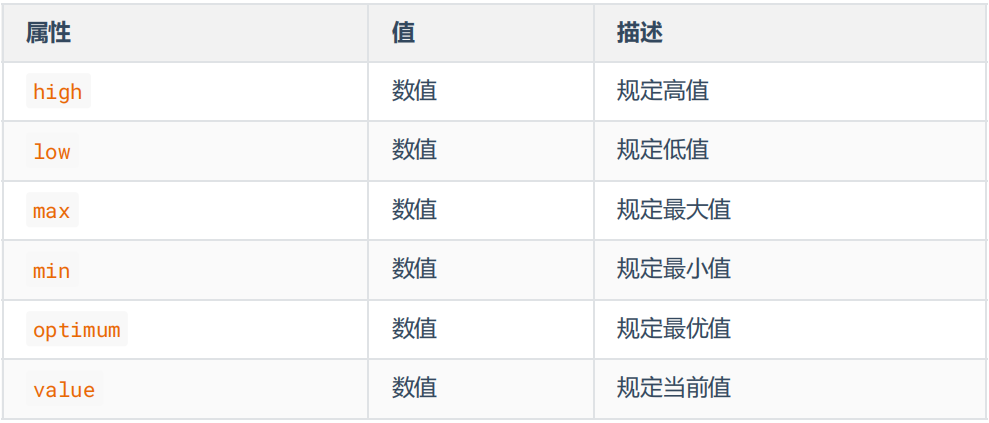 属性 值 描述
high 数值 规定高值
low 数值 规定低值
max 数值 规定最大值
min 数值 规定最小值
optimum 数值 规定最优值
value 数值 规定当前值